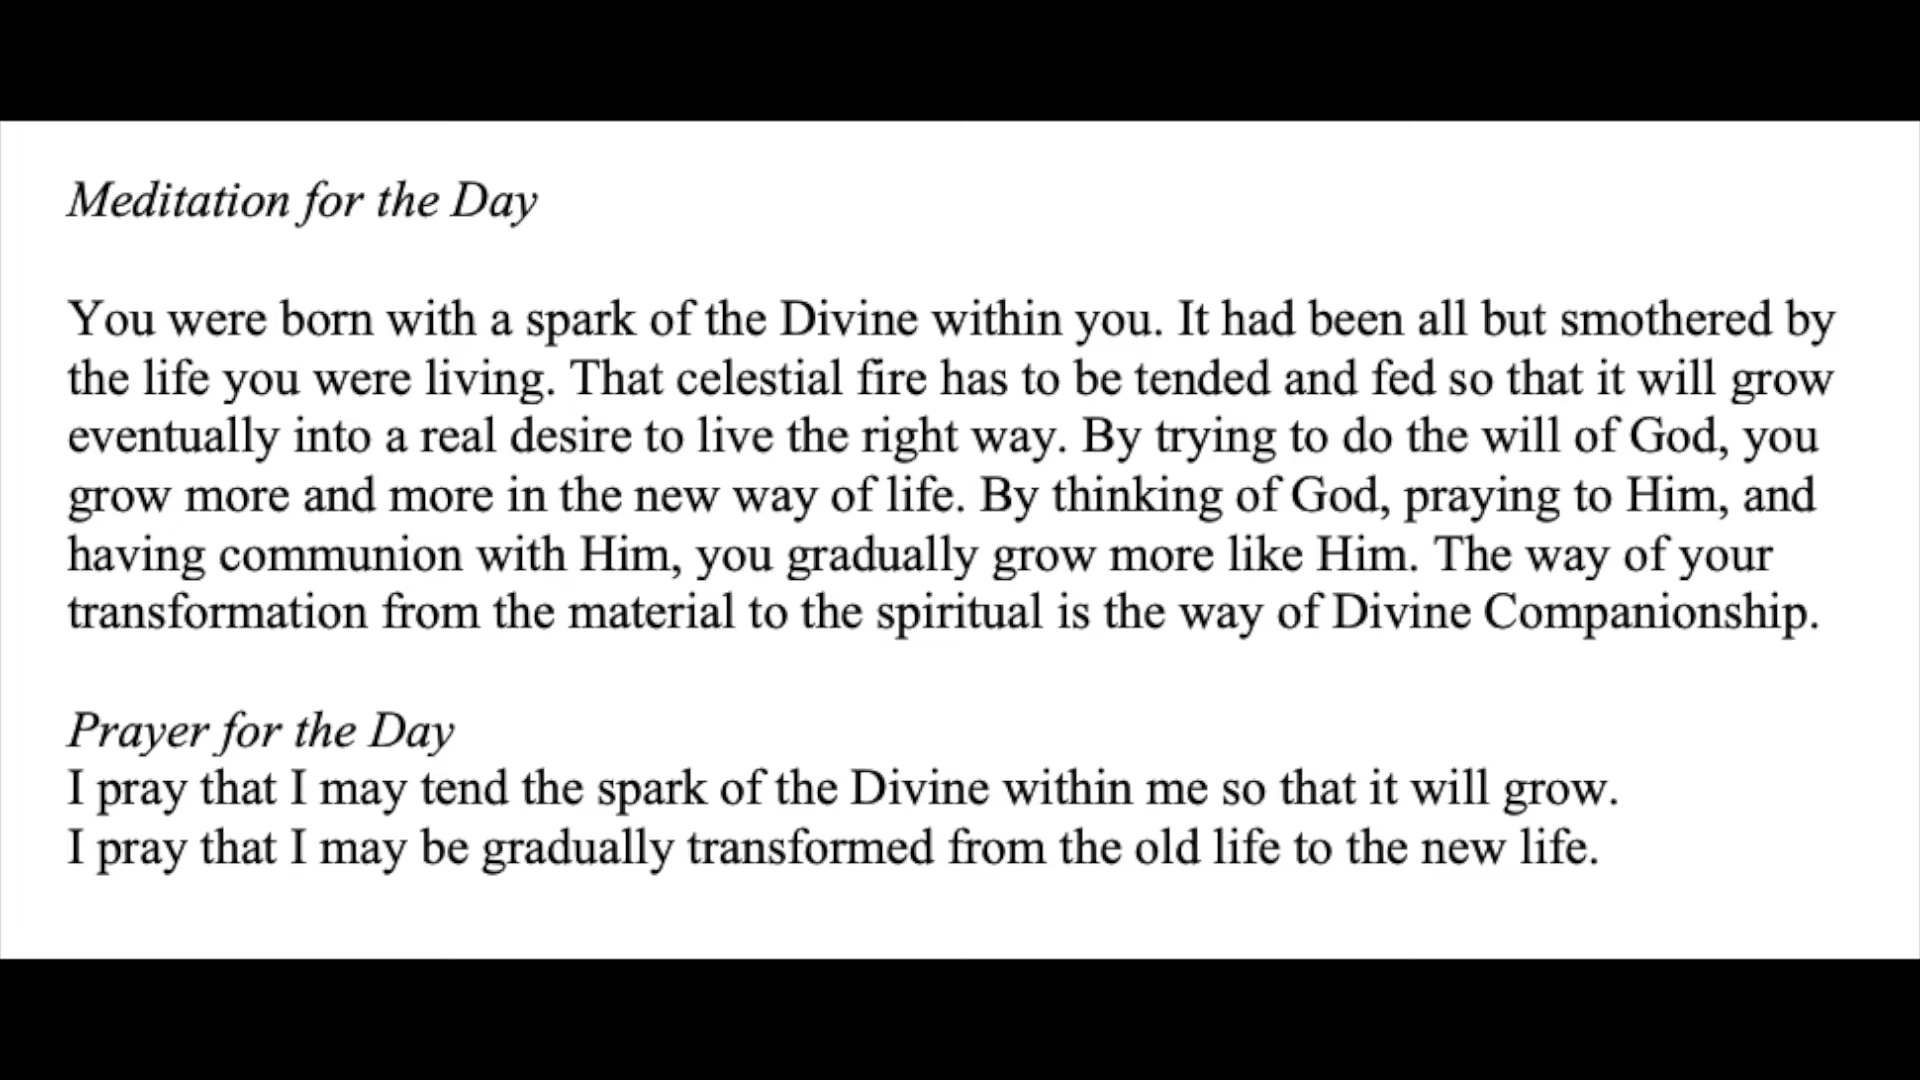 Meditation for the Day
You were born with a spark of the Divine within you. It had been all but smothered by
the life you were living. That celestial fire has to be tended and fed so that it will grow
eventually into a real desire to live the right way. By trying to do the will of God, you
grow more and more in the new way of life. By thinking of God, praying to Him, and
having communion with Him, you gradually grow more like Him. The way of your
transformation from the material to the spiritual is the way of Divine Companionship.
Prayer for the Day
I pray that I may tend the spark of the Divine within me so that it will grow.
I pray that I may be gradually transformed from the old life to the new life.